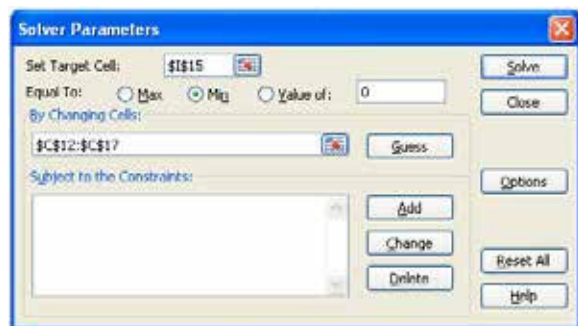 Solver Parameters
Set Target Cell: $I$15 Solve
Equal To: Max Min Value of: 0 Close
By Changing Cells:
$C$12:$C$17 Guess
Subject to the Constraints: Options
Add
Change
Reset All
Delete
Help